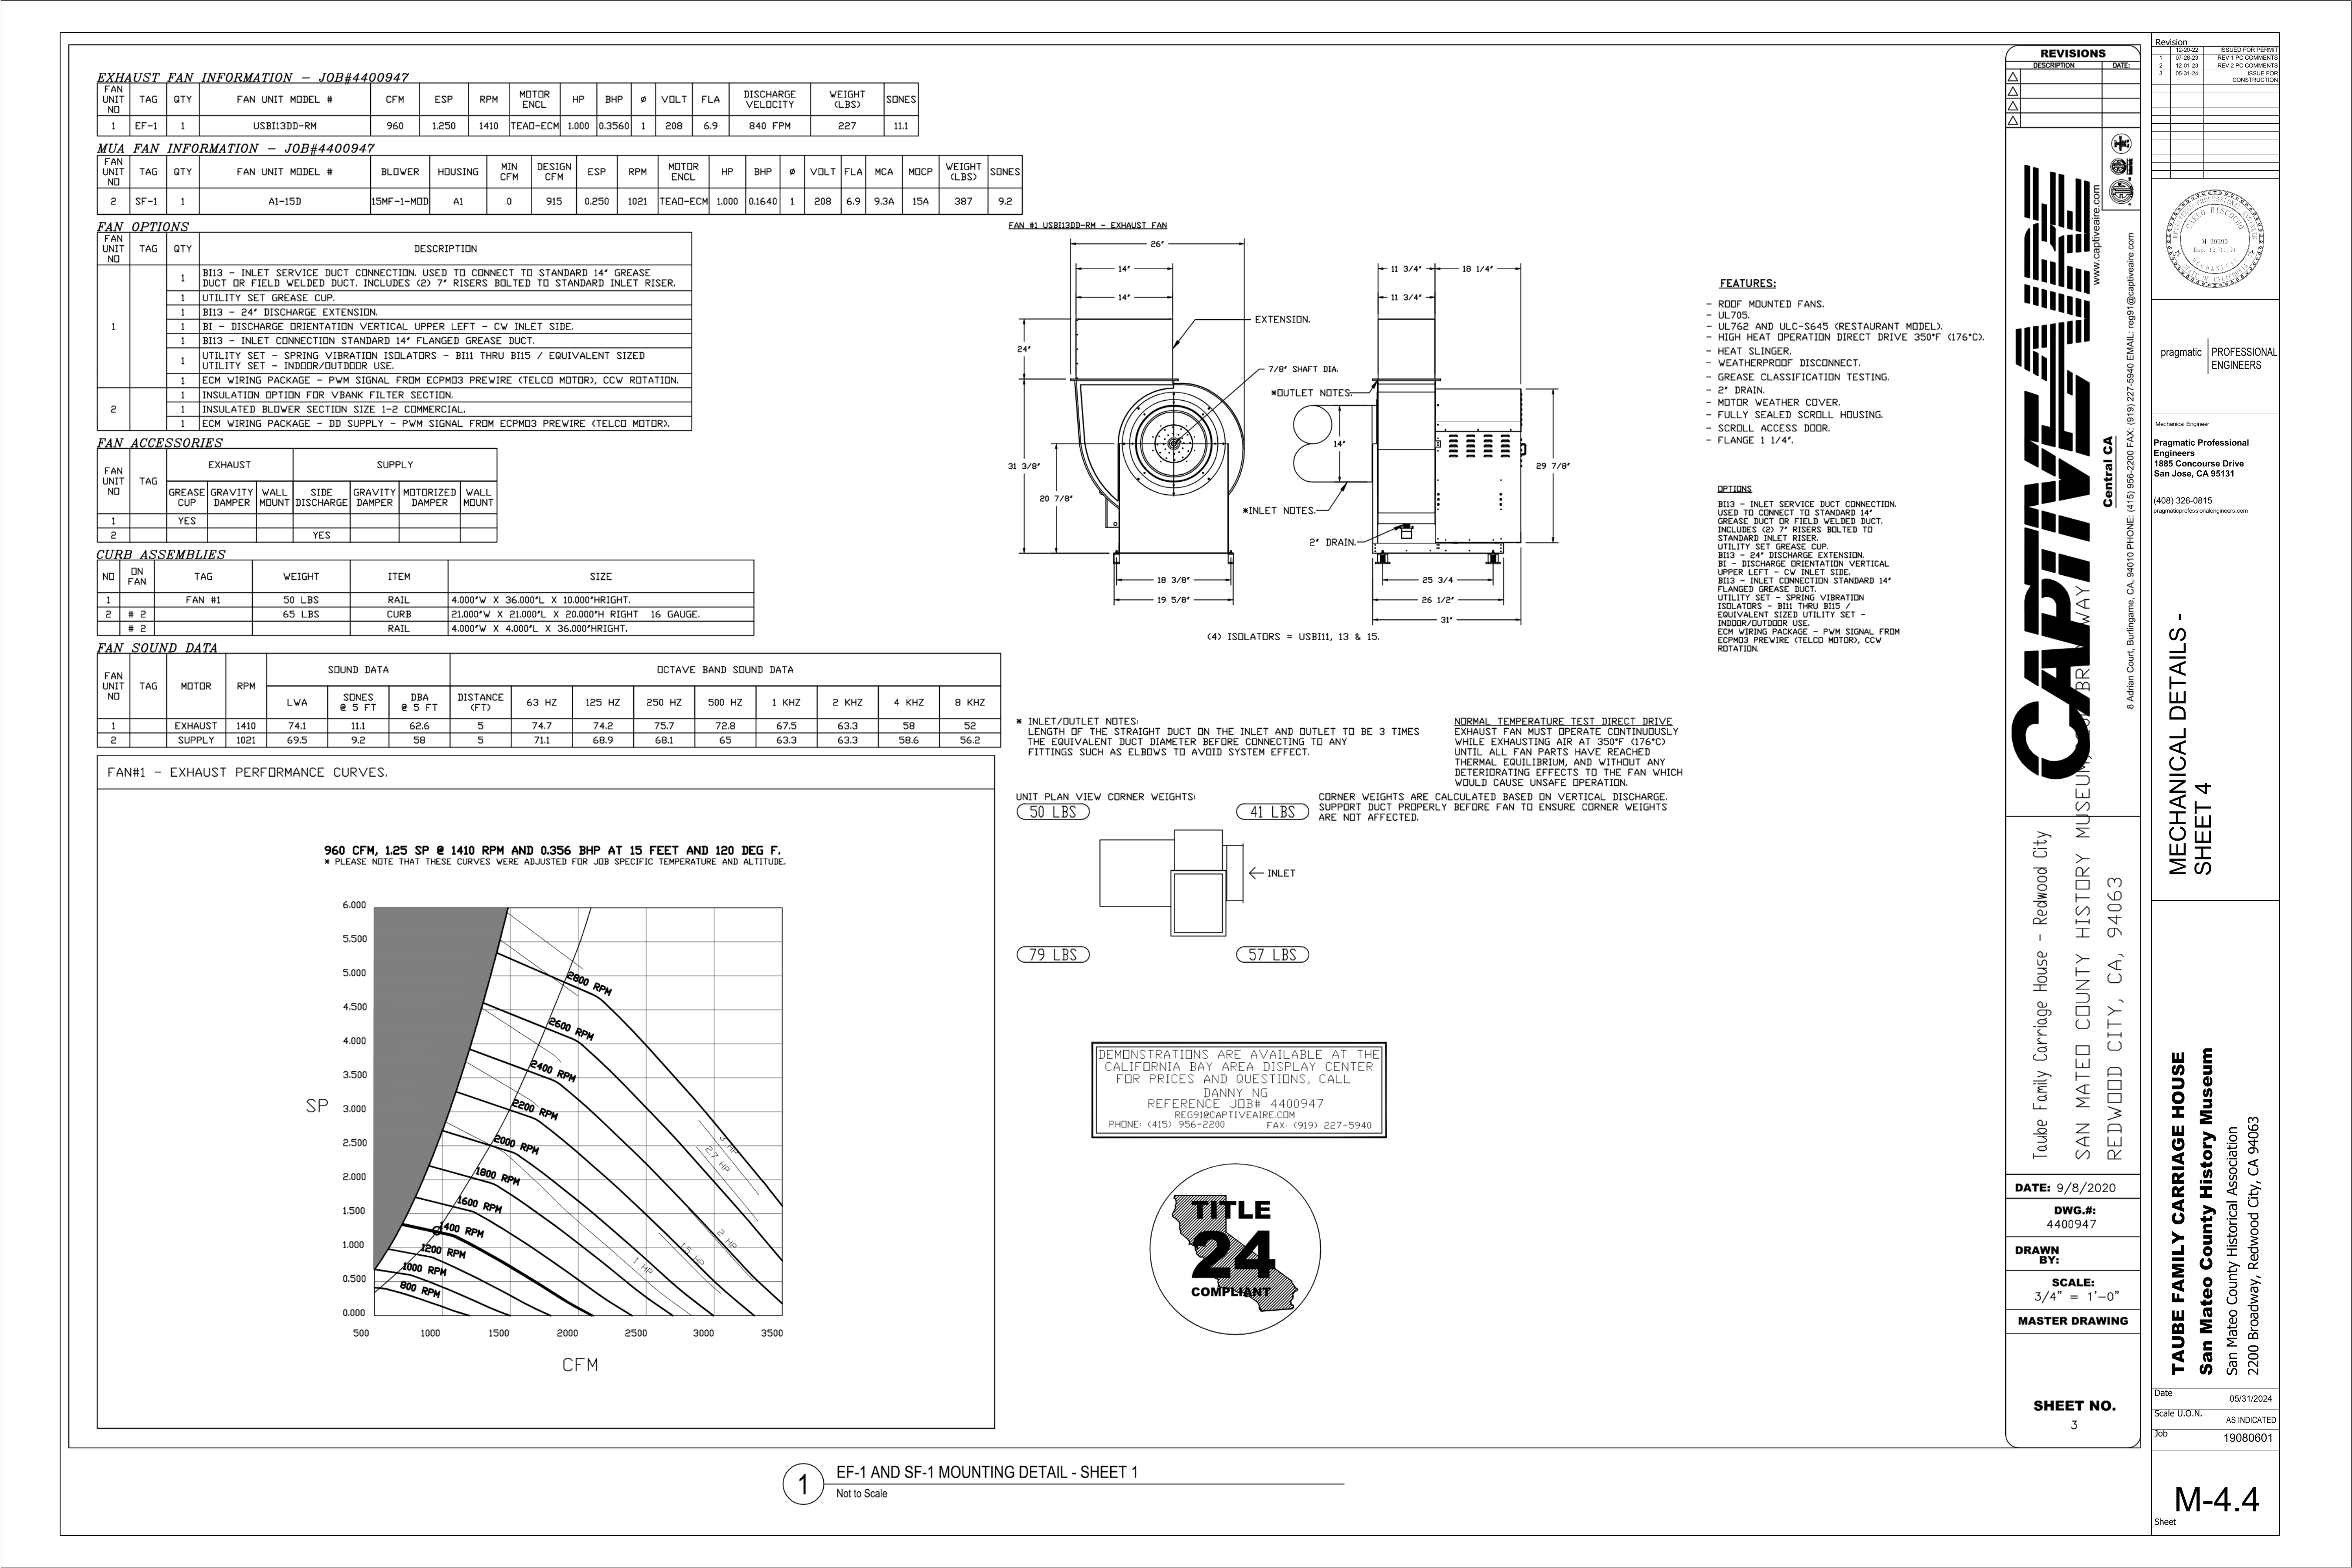 EXHAUST FAN INFORMATION - JOB#4400947
FAN UNIT NO TAG QTY FAN UNIT MODEL # CFM ESP RPM MOTOR ENCL HP BHP ø VOLT FLA DISCHARGE VELOCITY WEIGHT (LBS) SONES
1 EF-1 1 USBI13DD-RM 960 1.250 1410 TEAO-ECM 1.000 0.3560 1 208 6.9 840 FPM 227 11.1
MUA FAN INFORMATION - JOB#4400947
FAN UNIT NO TAG QTY FAN UNIT MODEL # BLOWER HOUSING MIN CFM DESIGN CFM ESP RPM MOTOR ENCL HP BHP ø VOLT FLA MCA MOCP WEIGHT (LBS) SONES
2 SF-1 1 A1-15D 15MF-1-MOD A1 0 915 0.250 1021 TEAO-ECM 1.000 0.1640 1 208 6.9 9.3A 15A 387 9.2
FAN OPTIONS
FAN UNIT NO TAG QTY DESCRIPTION
1
1 BI13 - INLET SERVICE DUCT CONNECTION. USED TO CONNECT TO STANDARD 14" GREASE
DUCT OR FIELD WELDED DUCT. INCLUDES (2) 7" RISERS BOLTED TO STANDARD INLET RISER.
1 UTILITY SET GREASE CUP.
1 BI13 - 24" DISCHARGE EXTENSION.
1 BI - DISCHARGE ORIENTATION VERTICAL UPPER LEFT - CW INLET SIDE.
1 BI13 - INLET CONNECTION STANDARD 14" FLANGED GREASE DUCT.
1 UTILITY SET - SPRING VIBRATION ISOLATORS - BI11 THRU BI15 / EQUIVALENT SIZED
UTILITY SET - INDOOR/OUTDOOR USE.
1 ECM WIRING PACKAGE - PWM SIGNAL FROM ECPM03 PREWIRE (TELCO MOTOR), CCW ROTATION.
2
1 INSULATION OPTION FOR VBANK FILTER SECTION.
1 INSULATED BLOWER SECTION SIZE 1-2 COMMERCIAL.
1 ECM WIRING PACKAGE - DD SUPPLY - PWM SIGNAL FROM ECPM03 PREWIRE (TELCO MOTOR).
FAN ACCESSORIES
FAN UNIT NO TAG EXHAUST SUPPLY
GREASE CUP GRAVITY DAMPER WALL MOUNT SIDE DISCHARGE GRAVITY DAMPER MOTORIZED DAMPER WALL MOUNT
1 YES
2 YES
CURB ASSEMBLIES
NO ON FAN TAG WEIGHT ITEM SIZE
1 FAN #1 50 LBS RAIL 4.000"W X 36.000"L X 10.000"HRIGHT.
2 # 2 65 LBS CURB 21.000"W X 21.000"L X 20.000"H RIGHT 16 GAUGE.
# 2 RAIL 4.000"W X 4.000"L X 36.000"HRIGHT.
FAN SOUND DATA
FAN UNIT NO TAG MOTOR RPM SOUND DATA OCTAVE BAND SOUND DATA
LWA SONES @ 5 FT DBA @ 5 FT DISTANCE (FT) 63 HZ 125 HZ 250 HZ 500 HZ 1 KHZ 2 KHZ 4 KHZ 8 KHZ
1 EXHAUST 1410 74.1 11.1 62.6 5 74.7 74.2 75.7 72.8 67.5 63.3 58 52
2 SUPPLY 1021 69.5 9.2 58 5 71.1 68.9 68.1 65 63.3 63.3 58.6 56.2
FAN#1 - EXHAUST PERFORMANCE CURVES.
960 CFM, 1.25 SP @ 1410 RPM AND 0.356 BHP AT 15 FEET AND 120 DEG F.
* PLEASE NOTE THAT THESE CURVES WERE ADJUSTED FOR JOB SPECIFIC TEMPERATURE AND ALTITUDE.
6.000
5.500
5.000
4.500
4.000
3.500
3.000
2.500
2.000
1.500
1.000
0.500
0.000
SP
2800 RPM
2600 RPM
2400 RPM
2200 RPM
2000 RPM
1800 RPM
1600 RPM
1400 RPM
1200 RPM
1000 RPM
800 RPM
3 HP
2.7 HP
2 HP
1.5 HP
1 HP
500 1000 1500 2000 2500 3000 3500
CFM
FAN #1 USBI13DD-RM - EXHAUST FAN
26"
14"
14"
24"
31 3/8"
20 7/8"
18 3/8"
19 5/8"
EXTENSION.
7/8" SHAFT DIA.
*OUTLET NOTES.
*INLET NOTES.
2" DRAIN.
11 3/4" 18 1/4"
11 3/4"
14"
29 7/8"
25 3/4
26 1/2"
31"
(4) ISOLATORS = USBI11, 13 & 15.
FEATURES:
- ROOF MOUNTED FANS.
- UL705.
- UL762 AND ULC-S645 (RESTAURANT MODEL).
- HIGH HEAT OPERATION DIRECT DRIVE 350°F (176°C).
- HEAT SLINGER.
- WEATHERPROOF DISCONNECT.
- GREASE CLASSIFICATION TESTING.
- 2" DRAIN.
- MOTOR WEATHER COVER.
- FULLY SEALED SCROLL HOUSING.
- SCROLL ACCESS DOOR.
- FLANGE 1 1/4".
OPTIONS
BI13 - INLET SERVICE DUCT CONNECTION.
USED TO CONNECT TO STANDARD 14"
GREASE DUCT OR FIELD WELDED DUCT.
INCLUDES (2) 7" RISERS BOLTED TO
STANDARD INLET RISER.
UTILITY SET GREASE CUP.
BI13 - 24" DISCHARGE EXTENSION.
BI - DISCHARGE ORIENTATION VERTICAL
UPPER LEFT - CW INLET SIDE.
BI13 - INLET CONNECTION STANDARD 14"
FLANGED GREASE DUCT.
UTILITY SET - SPRING VIBRATION
ISOLATORS - BI11 THRU BI15 /
EQUIVALENT SIZED UTILITY SET -
INDOOR/OUTDOOR USE.
ECM WIRING PACKAGE - PWM SIGNAL FROM
ECPM03 PREWIRE (TELCO MOTOR), CCW
ROTATION.
* INLET/OUTLET NOTES:
LENGTH OF THE STRAIGHT DUCT ON THE INLET AND OUTLET TO BE 3 TIMES
THE EQUIVALENT DUCT DIAMETER BEFORE CONNECTING TO ANY
FITTINGS SUCH AS ELBOWS TO AVOID SYSTEM EFFECT.
NORMAL TEMPERATURE TEST DIRECT DRIVE
EXHAUST FAN MUST OPERATE CONTINUOUSLY
WHILE EXHAUSTING AIR AT 350°F (176°C)
UNTIL ALL FAN PARTS HAVE REACHED
THERMAL EQUILIBRIUM, AND WITHOUT ANY
DETERIORATING EFFECTS TO THE FAN WHICH
WOULD CAUSE UNSAFE OPERATION.
UNIT PLAN VIEW CORNER WEIGHTS:
50 LBS 41 LBS
CORNER WEIGHTS ARE CALCULATED BASED ON VERTICAL DISCHARGE.
SUPPORT DUCT PROPERLY BEFORE FAN TO ENSURE CORNER WEIGHTS
ARE NOT AFFECTED.
INLET
79 LBS 57 LBS
DEMONSTRATIONS ARE AVAILABLE AT THE
CALIFORNIA BAY AREA DISPLAY CENTER
FOR PRICES AND QUESTIONS, CALL
DANNY NG
REFERENCE JOB# 4400947
REG91@CAPTIVEAIRE.COM
PHONE: (415) 956-2200 FAX: (919) 227-5940
TITLE
24
COMPLIANT
REVISIONS
DESCRIPTION DATE:
CAPTIVEAIRE
www.captiveaire.com
Central CA
8 Adrian Court, Burlingame, CA, 94010 PHONE: (415) 956-2200 FAX: (919) 227-5940 EMAIL: reg91@captiveaire.com
Taube Family Carriage House - Redwood City
SAN MATEO COUNTY HISTORY MUSEUM
REDWOOD CITY, CA, 94063
DATE: 9/8/2020
DWG.#:
4400947
DRAWN BY:
SCALE:
3/4" = 1'-0"
MASTER DRAWING
SHEET NO.
3
Revision
12-20-22 ISSUED FOR PERMIT
1 07-28-23 REV 1 PC COMMENTS
2 12-01-23 REV 2 PC COMMENTS
3 05-31-24 ISSUE FOR CONSTRUCTION
REGISTERED PROFESSIONAL ENGINEER
CARLO BISCOCHO
M 39690
Exp. 12/31/24
MECHANICAL
STATE OF CALIFORNIA
pragmatic PROFESSIONAL ENGINEERS
Mechanical Engineer
Pragmatic Professional
Engineers
1885 Concourse Drive
San Jose, CA 95131
(408) 326-0815
pragmaticprofessionalengineers.com
MECHANICAL DETAILS -
SHEET 4
TAUBE FAMILY CARRIAGE HOUSE
San Mateo County History Museum
San Mateo County Historical Association
2200 Broadway, Redwood City, CA 94063
Date 05/31/2024
Scale U.O.N. AS INDICATED
Job 19080601
M-4.4
Sheet
1 EF-1 AND SF-1 MOUNTING DETAIL - SHEET 1
Not to Scale